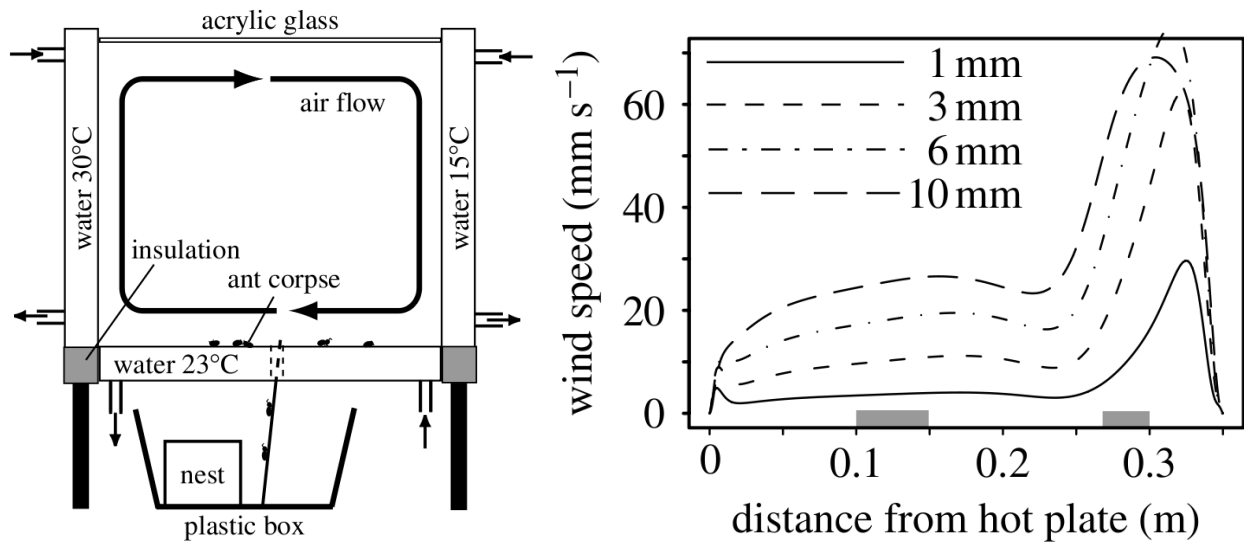 acrylic glass
air flow
water 30°C
water 15°C
insulation
ant corpse
water 23°C
nest
plastic box
wind speed (mm s⁻¹)
1 mm
3 mm
6 mm
10 mm
60
40
20
0
0
0.1
0.2
0.3
distance from hot plate (m)